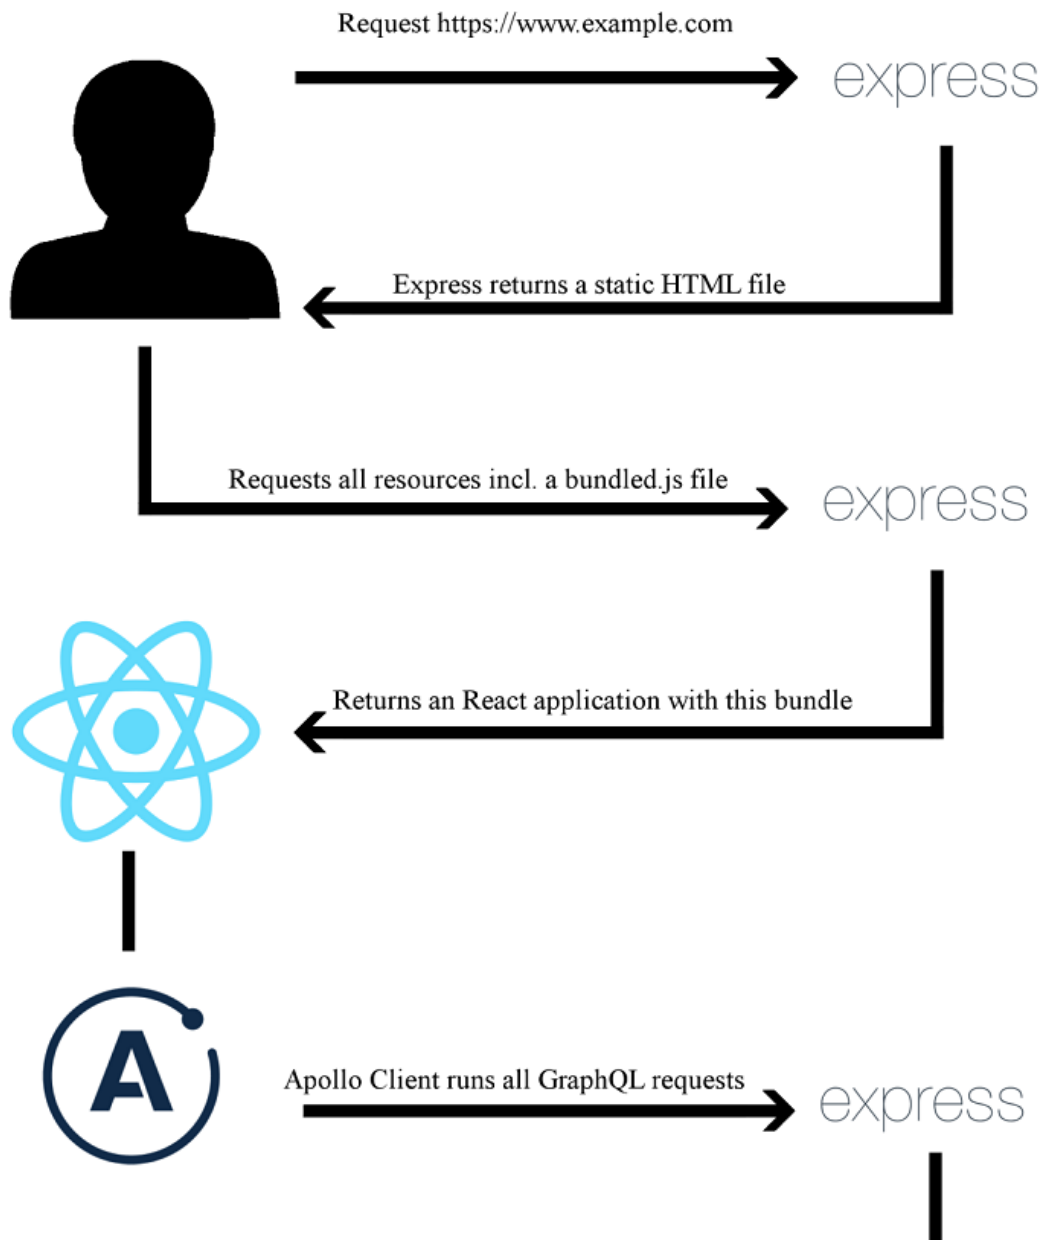 Request https://www.example.com
express
Express returns a static HTML file
Requests all resources incl. a bundled.js file
express
Returns an React application with this bundle
A
Apollo Client runs all GraphQL requests
express